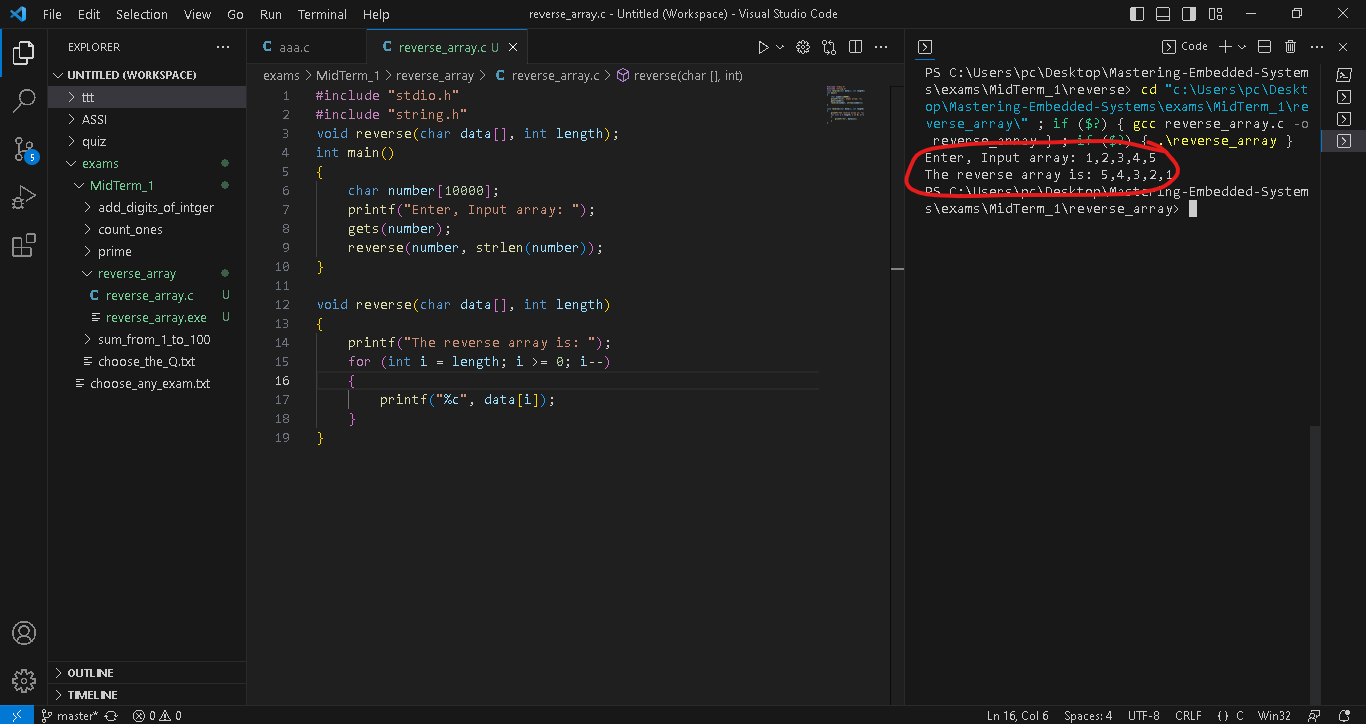 File Edit Selection View Go Run Terminal Help reverse_array.c - Untitled (Workspace) - Visual Studio Code
EXPLORER
UNTITLED (WORKSPACE)
ttt
ASSI
quiz
exams
MidTerm_1
add_digits_of_intger
count_ones
prime
reverse_array
C reverse_array.c U
reverse_array.exe U
sum_from_1_to_100
choose_the_Q.txt
choose_any_exam.txt
OUTLINE
TIMELINE
5
C aaa.c C reverse_array.c U
exams > MidTerm_1 > reverse_array > C reverse_array.c > reverse(char [], int)
1 #include "stdio.h"
2 #include "string.h"
3 void reverse(char data[], int length);
4 int main()
5 {
6 char number[10000];
7 printf("Enter, Input array: ");
8 gets(number);
9 reverse(number, strlen(number));
10 }
11
12 void reverse(char data[], int length)
13 {
14 printf("The reverse array is: ");
15 for (int i = length; i >= 0; i--)
16 {
17 printf("%c", data[i]);
18 }
19 }
Code
PS C:\Users\pc\Desktop\Mastering-Embedded-System
s\exams\MidTerm_1\reverse> cd "c:\Users\pc\Deskt
op\Mastering-Embedded-Systems\exams\MidTerm_1\re
verse_array\" ; if ($?) { gcc reverse_array.c -o
reverse_array } ; if ($?) { .\reverse_array }
Enter, Input array: 1,2,3,4,5
The reverse array is: 5,4,3,2,1
PS C:\Users\pc\Desktop\Mastering-Embedded-System
s\exams\MidTerm_1\reverse_array>
master* 0 0 Ln 16, Col 6 Spaces: 4 UTF-8 CRLF {} C Win32